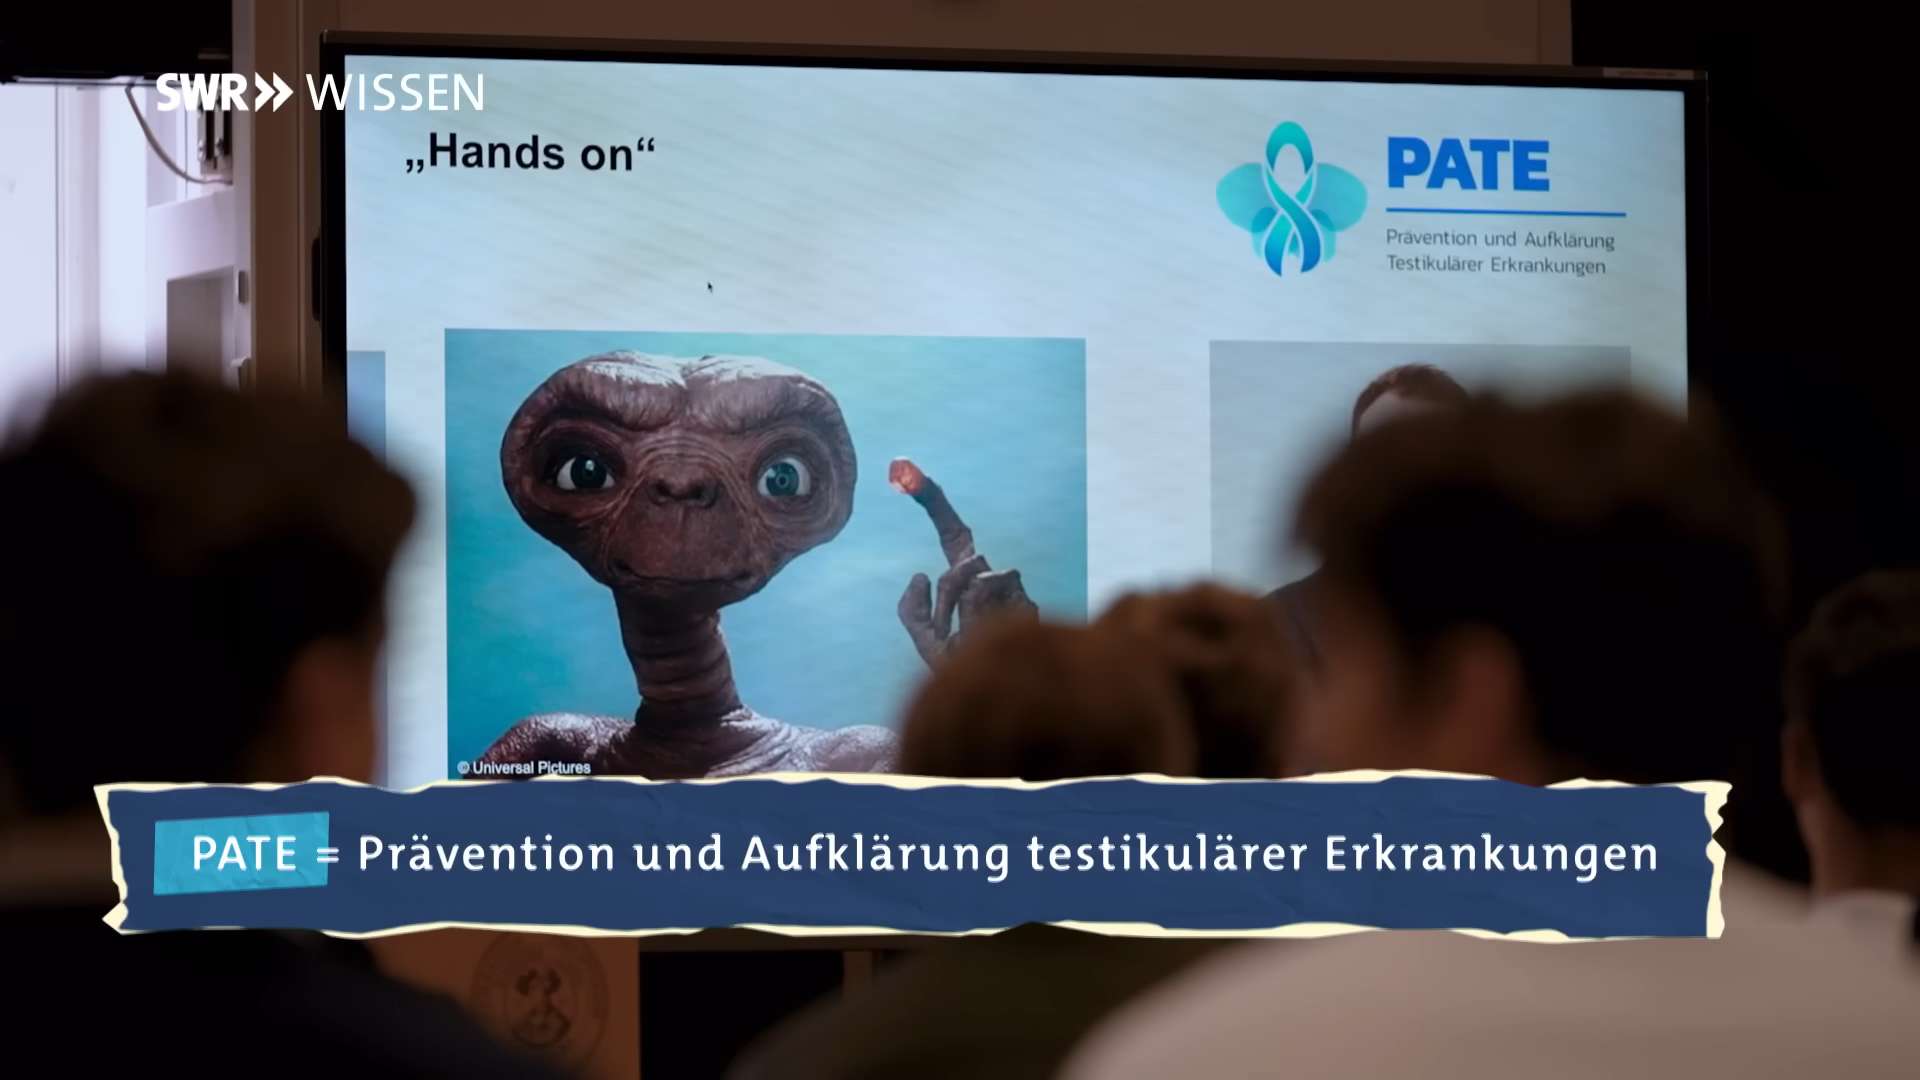 SWR» WISSEN
„Hands on“
PATE
Prävention und Aufklärung
Testikulärer Erkrankungen
© Universal Pictures
PATE = Prävention und Aufklärung testikulärer Erkrankungen